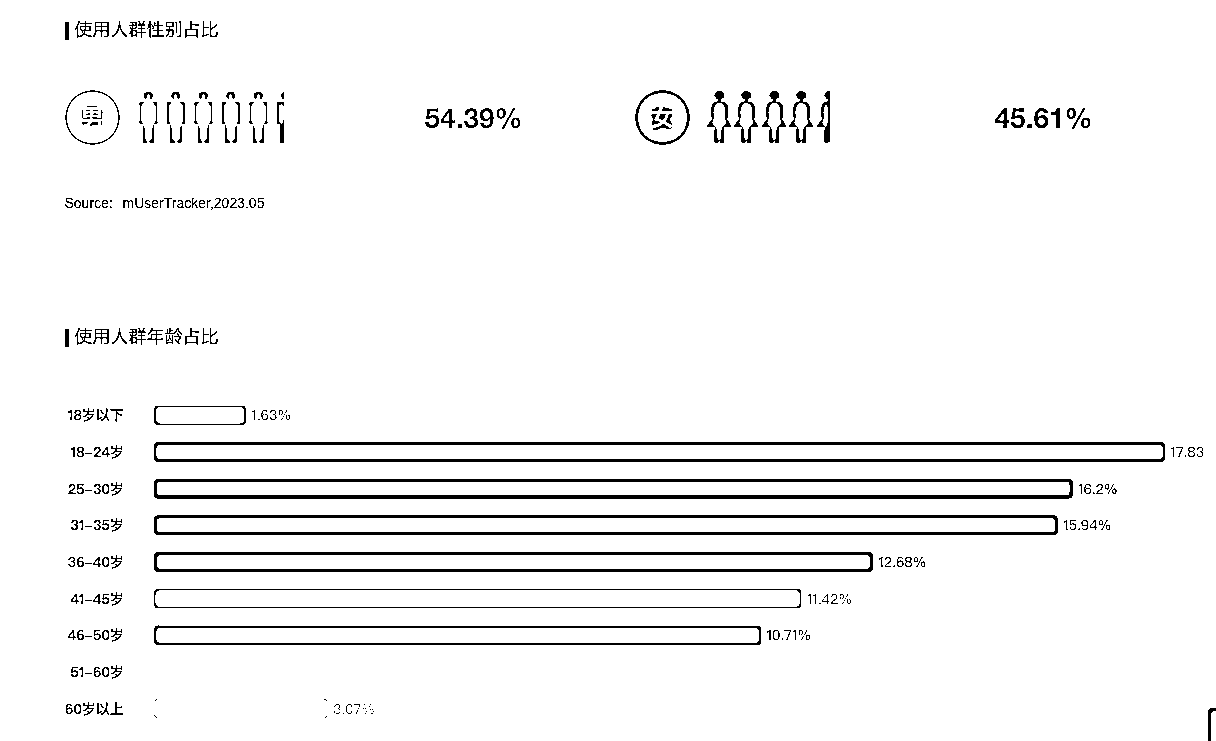 使用人群性别占比
男 54.39% 女 45.61%
Source: mUserTracker,2023.05
使用人群年龄占比
18岁以下 1.63%
18-24岁 17.83
25-30岁 16.2%
31-35岁 15.94%
36-40岁 12.68%
41-45岁 11.42%
46-50岁 10.71%
51-60岁
60岁以上 3.07%